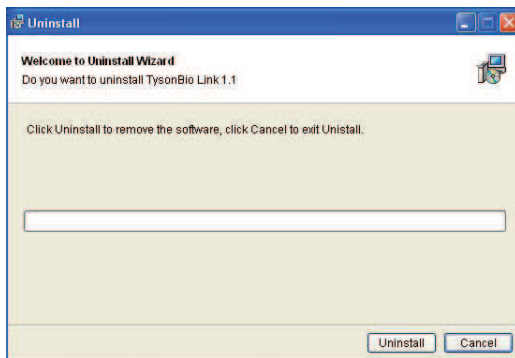 Uninstall
Welcome to Uninstall Wizard
Do you want to uninstall TysonBio Link 1.1
Click Uninstall to remove the software, click Cancel to exit Unistall.
Uninstall Cancel